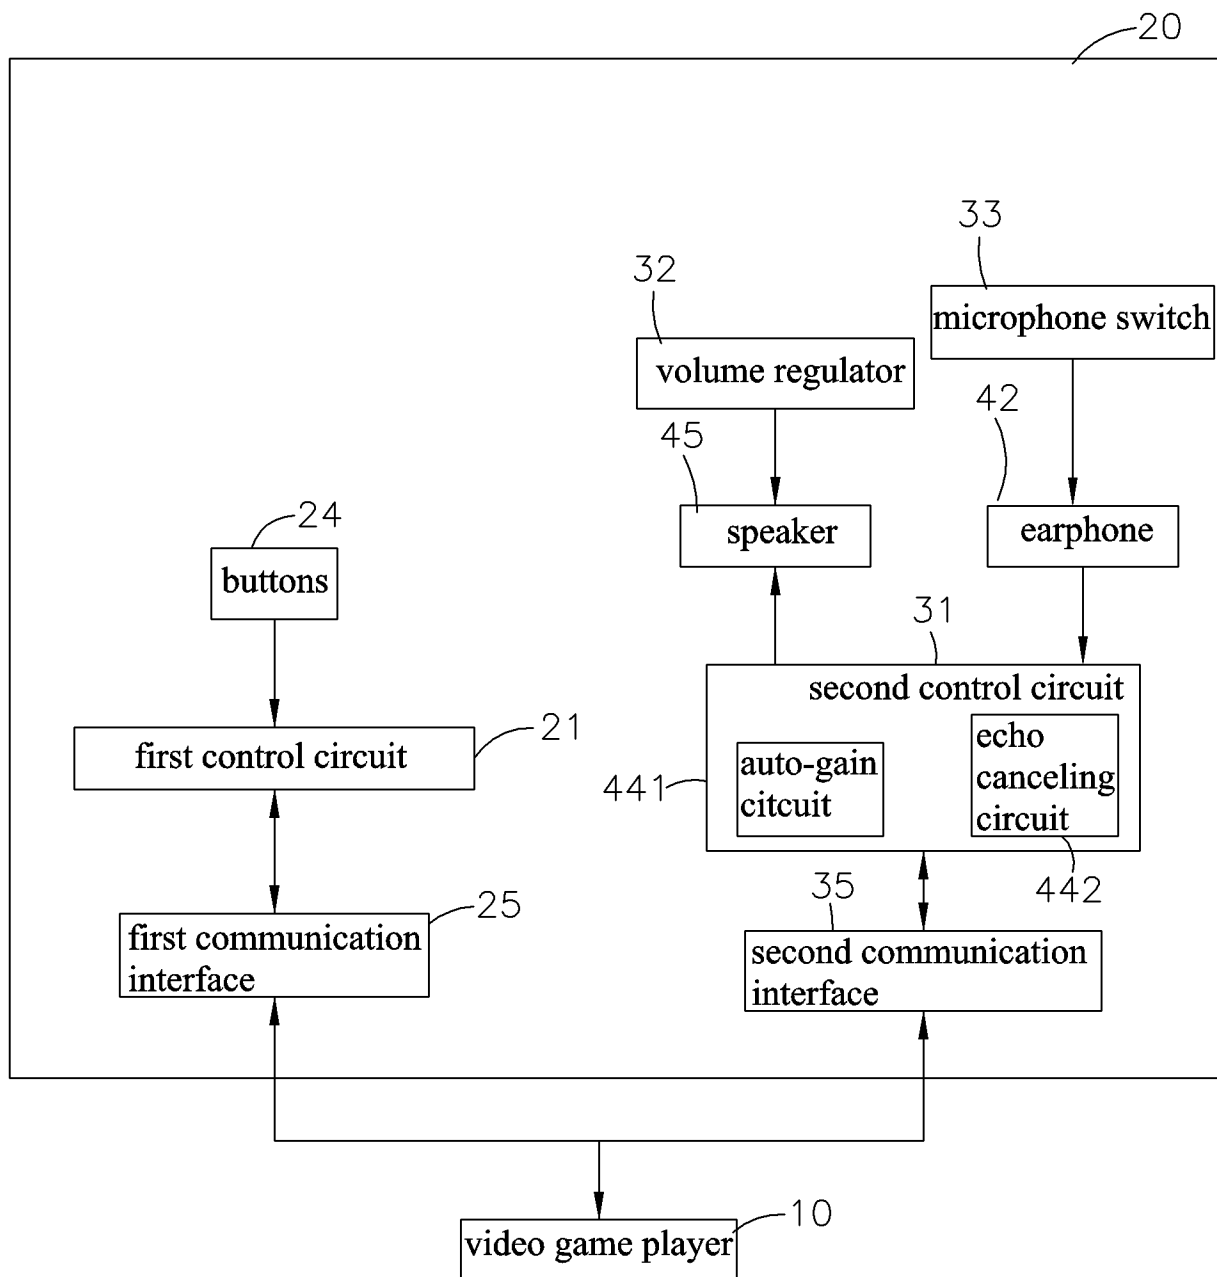 20
33
microphone switch
32
volume regulator
42
45
speaker
earphone
24
buttons
31
second control circuit
21
first control circuit
441
auto-gain
citcuit
echo
canceling
circuit
442
25
first communication
interface
35
second communication
interface
10
video game player